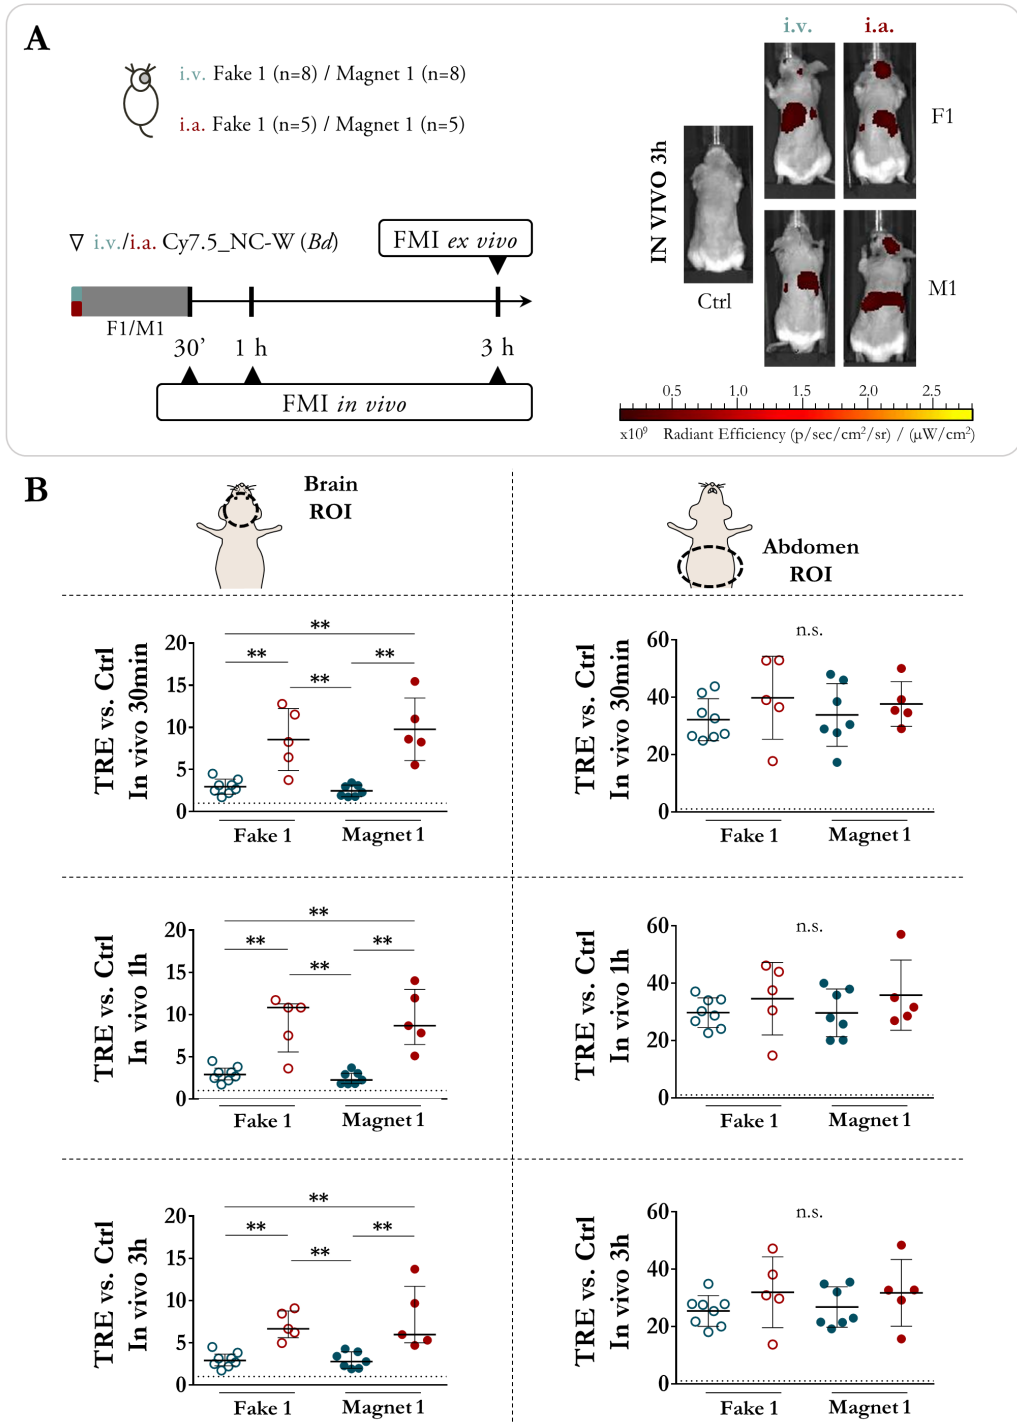 A
i.v. Fake 1 (n=8) / Magnet 1 (n=8)
i.a. Fake 1 (n=5) / Magnet 1 (n=5)
∇ i.v./i.a. Cy7.5_NC-W (Bd)
FMI ex vivo
F1/M1
30’ 1 h 3 h
FMI in vivo
IN VIVO 3h
i.v. i.a.
F1
Ctrl
M1
0.5 1.0 1.5 2.0 2.5
x10⁹ Radiant Efficiency (p/sec/cm²/sr) / (μW/cm²)
B
Brain
ROI
Abdomen
ROI
TRE vs. Ctrl
In vivo 30min
20
15
10
5
0
**
** **
**
Fake 1 Magnet 1
TRE vs. Ctrl
In vivo 30min
60
40
20
0
n.s.
Fake 1 Magnet 1
TRE vs. Ctrl
In vivo 1h
20
15
10
5
0
**
** **
**
Fake 1 Magnet 1
TRE vs. Ctrl
In vivo 1h
60
40
20
0
n.s.
Fake 1 Magnet 1
TRE vs. Ctrl
In vivo 3h
20
15
10
5
0
**
** **
**
Fake 1 Magnet 1
TRE vs. Ctrl
In vivo 3h
60
40
20
0
n.s.
Fake 1 Magnet 1